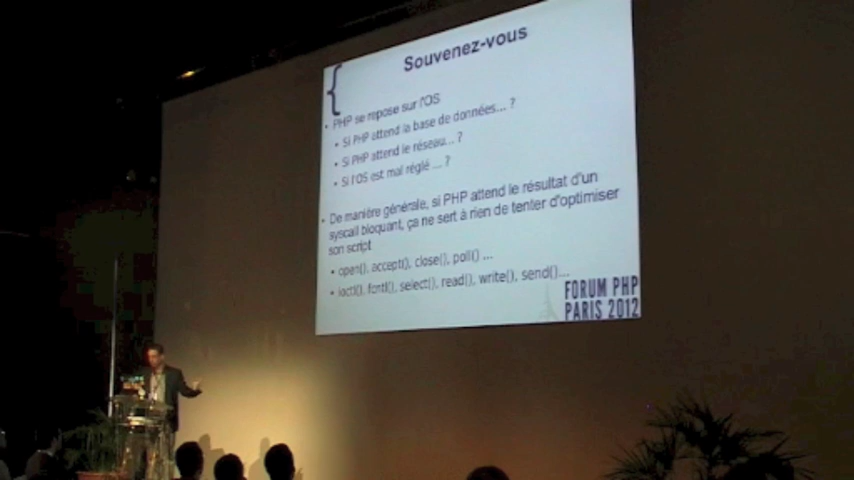 Souvenez-vous
{
• PHP se repose sur l'OS
• Si PHP attend la base de données... ?
• Si PHP attend le réseau... ?
• Si l'OS est mal réglé ... ?
• De manière générale, si PHP attend le résultat d'un
syscall bloquant, ça ne sert à rien de tenter d'optimiser
son script
• open(), accept(), close(), poll() ...
• ioctl(), fcntl(), select(), read(), write(), send()...
FORUM PHP
PARIS 2012